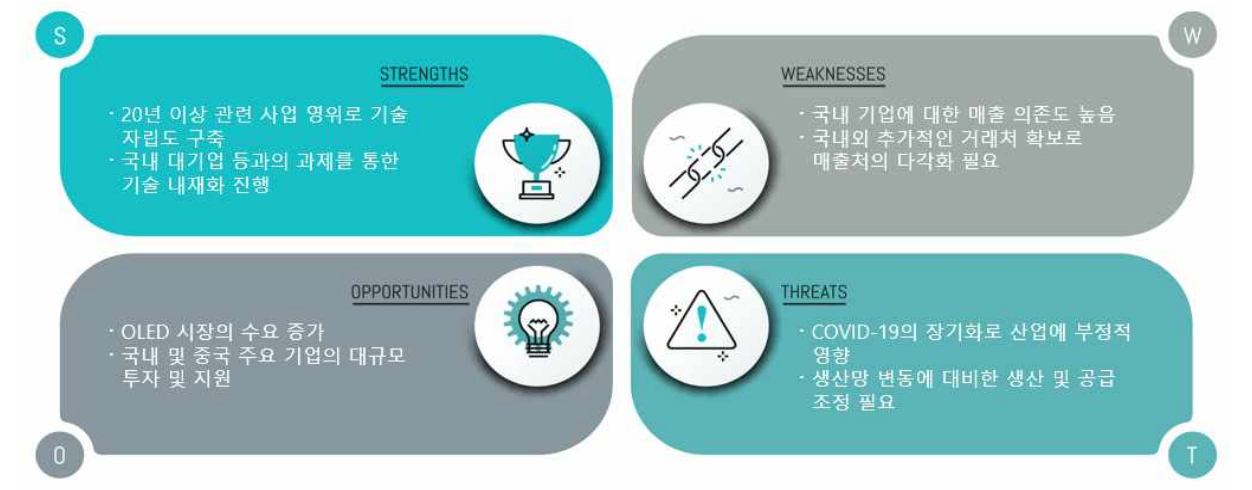 S
STRENGTHS
· 20년 이상 관련 사업 영위로 기술
자립도 구축
· 국내 대기업 등과의 과제를 통한
기술 내재화 진행
W
WEAKNESSES
· 국내 기업에 대한 매출 의존도 높음
· 국내외 추가적인 거래처 확보로
매출처의 다각화 필요
OPPORTUNITIES
· OLED 시장의 수요 증가
· 국내 및 중국 주요 기업의 대규모
투자 및 지원
O
THREATS
· COVID-19의 장기화로 산업에 부정적
영향
· 생산망 변동에 대비한 생산 및 공급
조정 필요
T